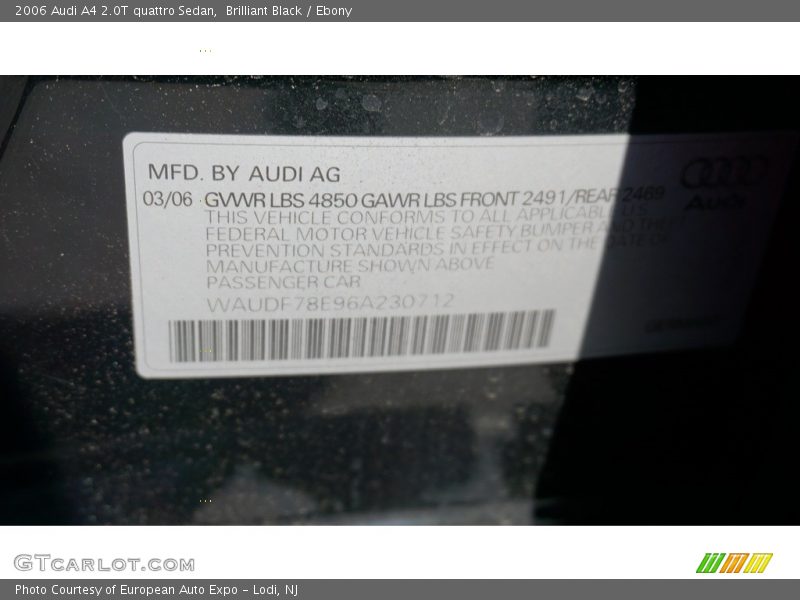 2006 Audi A4 2.0T quattro Sedan,  Brilliant Black / Ebony
MFD. BY AUDI AG
03/06 GVWR LBS 4850 GAWR LBS FRONT 2491/REAR 2469
Audi
THIS VEHICLE CONFORMS TO ALL APPLICABLE U.S.
FEDERAL MOTOR VEHICLE SAFETY BUMPER AND THEFT
PREVENTION STANDARDS IN EFFECT ON THE DATE OF
MANUFACTURE SHOWN ABOVE
PASSENGER CAR
WAUDF78E96A230712
GTCARLOT.COM
Photo Courtesy of European Auto Expo - Lodi, NJ